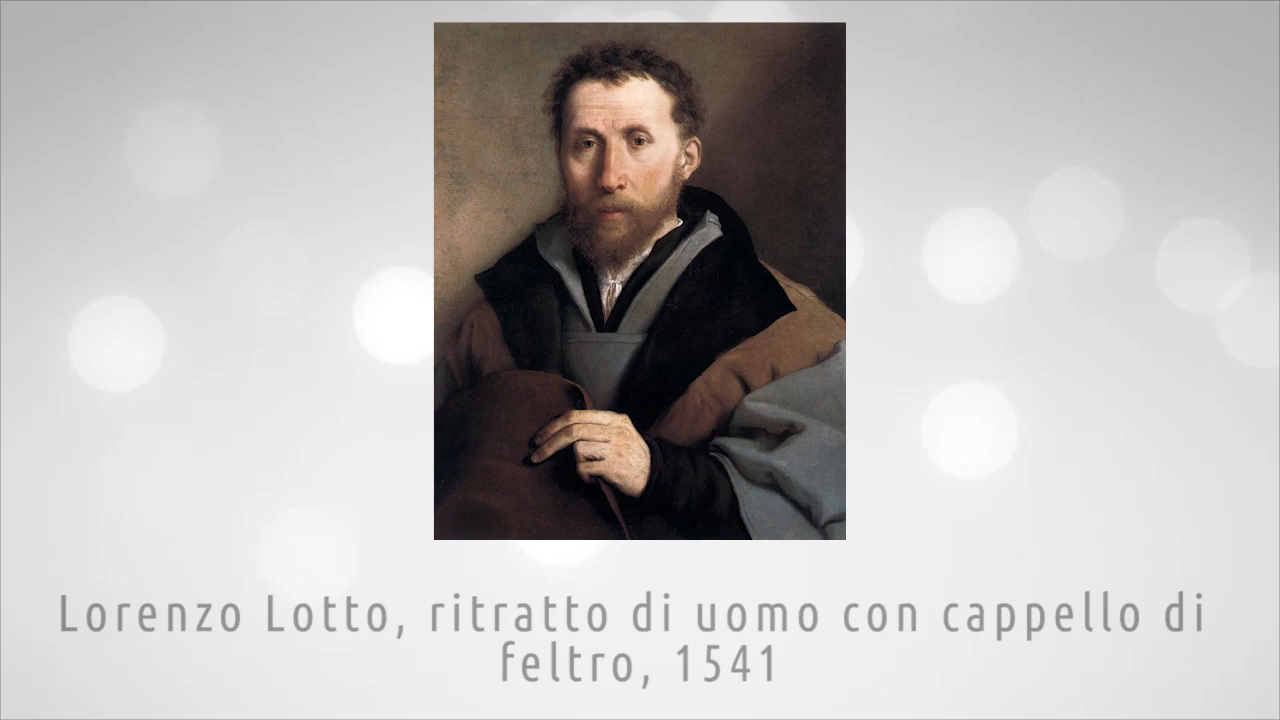 Lorenzo Lotto, ritratto di uomo con cappello di
feltro, 1541